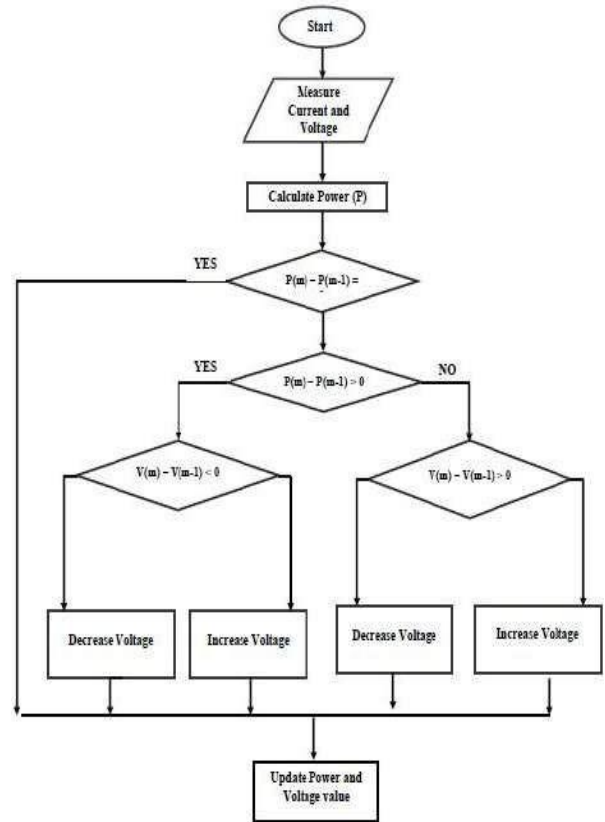 Start
Measure
Current and
Voltage
Calculate Power (P)
YES
P(m) – P(m-1) =
YES
P(m) – P(m-1) > 0
NO
V(m) – V(m-1) < 0
V(m) – V(m-1) > 0
Decrease Voltage
Increase Voltage
Decrease Voltage
Increase Voltage
Update Power and
Voltage value